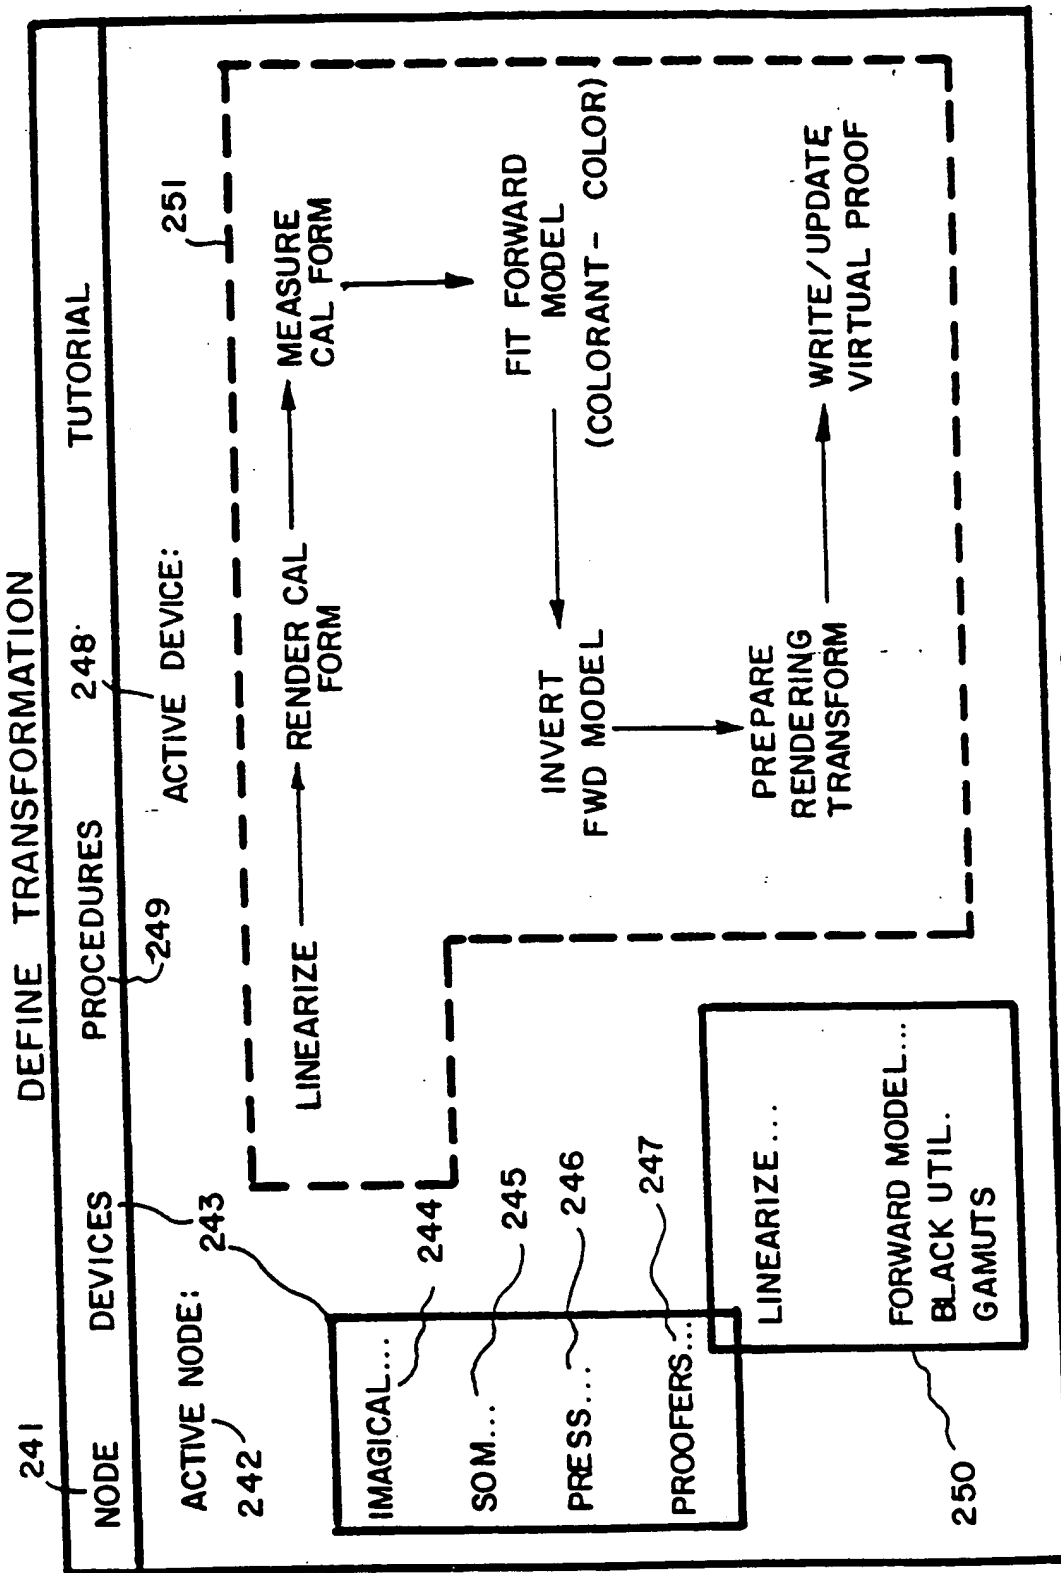 DEFINE TRANSFORMATION
241
NODE DEVICES PROCEDURES TUTORIAL
243
249
248
ACTIVE NODE:
242
ACTIVE DEVICE:
251
IMAGICAL...
244
SOM...
245
PRESS....
246
PROOFERS...
247
LINEARIZE...
FORWARD MODEL...
BLACK UTIL.
GAMUTS
250
LINEARIZE
RENDER CAL
FORM
MEASURE
CAL FORM
FIT FORWARD
MODEL
(COLORANT- COLOR)
INVERT
FWD MODEL
PREPARE
RENDERING
TRANSFORM
WRITE/UPDATE
VIRTUAL PROOF